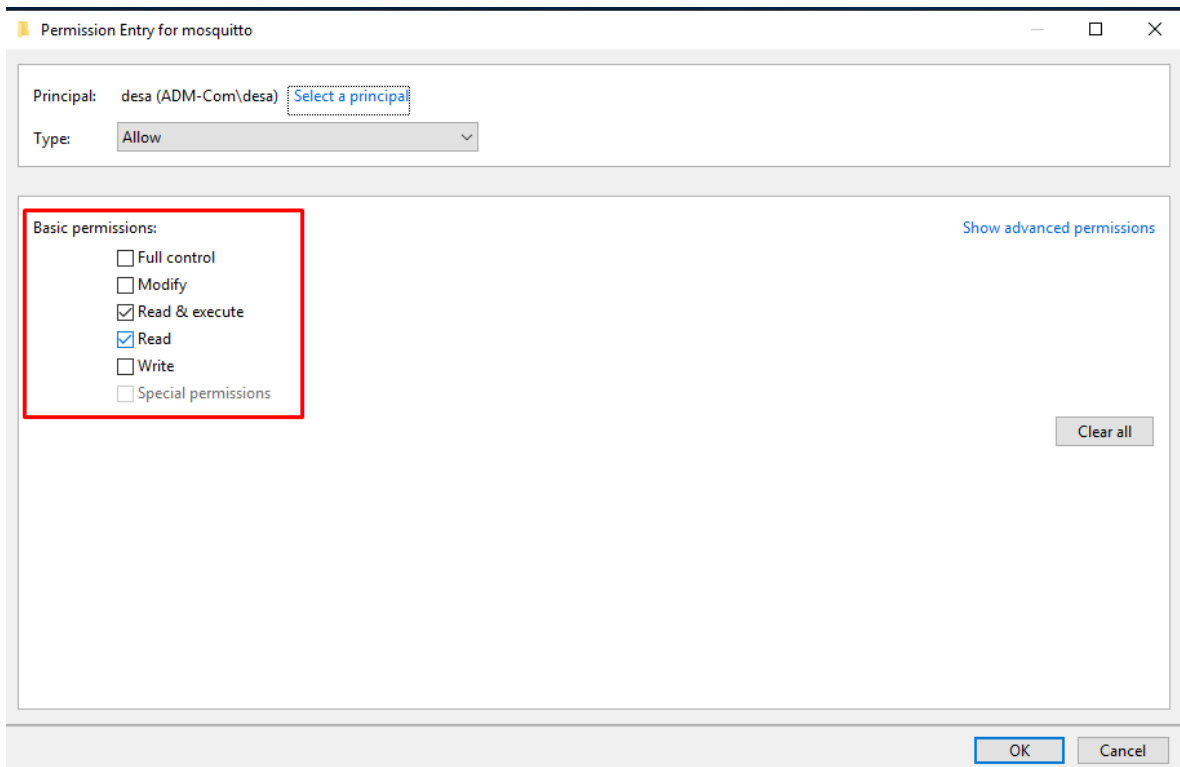 Permission Entry for mosquitto
Principal: desa (ADM-Com\desa) Select a principal
Type: Allow
Basic permissions: Show advanced permissions
Full control
Modify
Read & execute
Read
Write
Special permissions
Clear all
OK Cancel